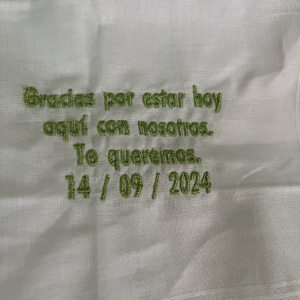 Gracias por estar hoy
aquí con nosotros.
Te queremos.
14 / 09 / 2024